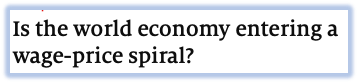 Is the world economy entering a
wage-price spiral?